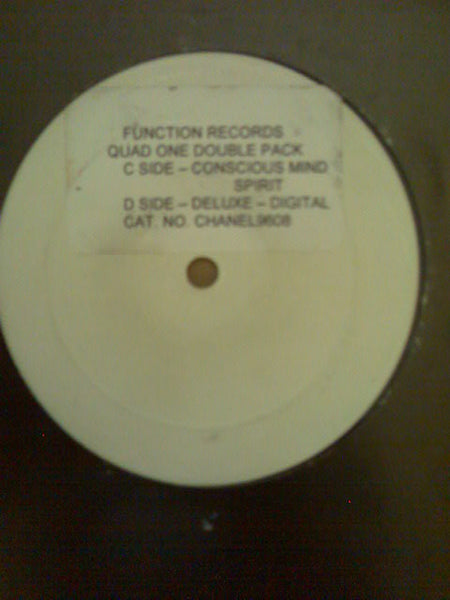 FUNCTION RECORDS
QUAD ONE DOUBLE PACK
C SIDE – CONSCIOUS MIND
SPIRIT
D SIDE – DELUXE – DIGITAL
CAT. NO. CHANEL9608